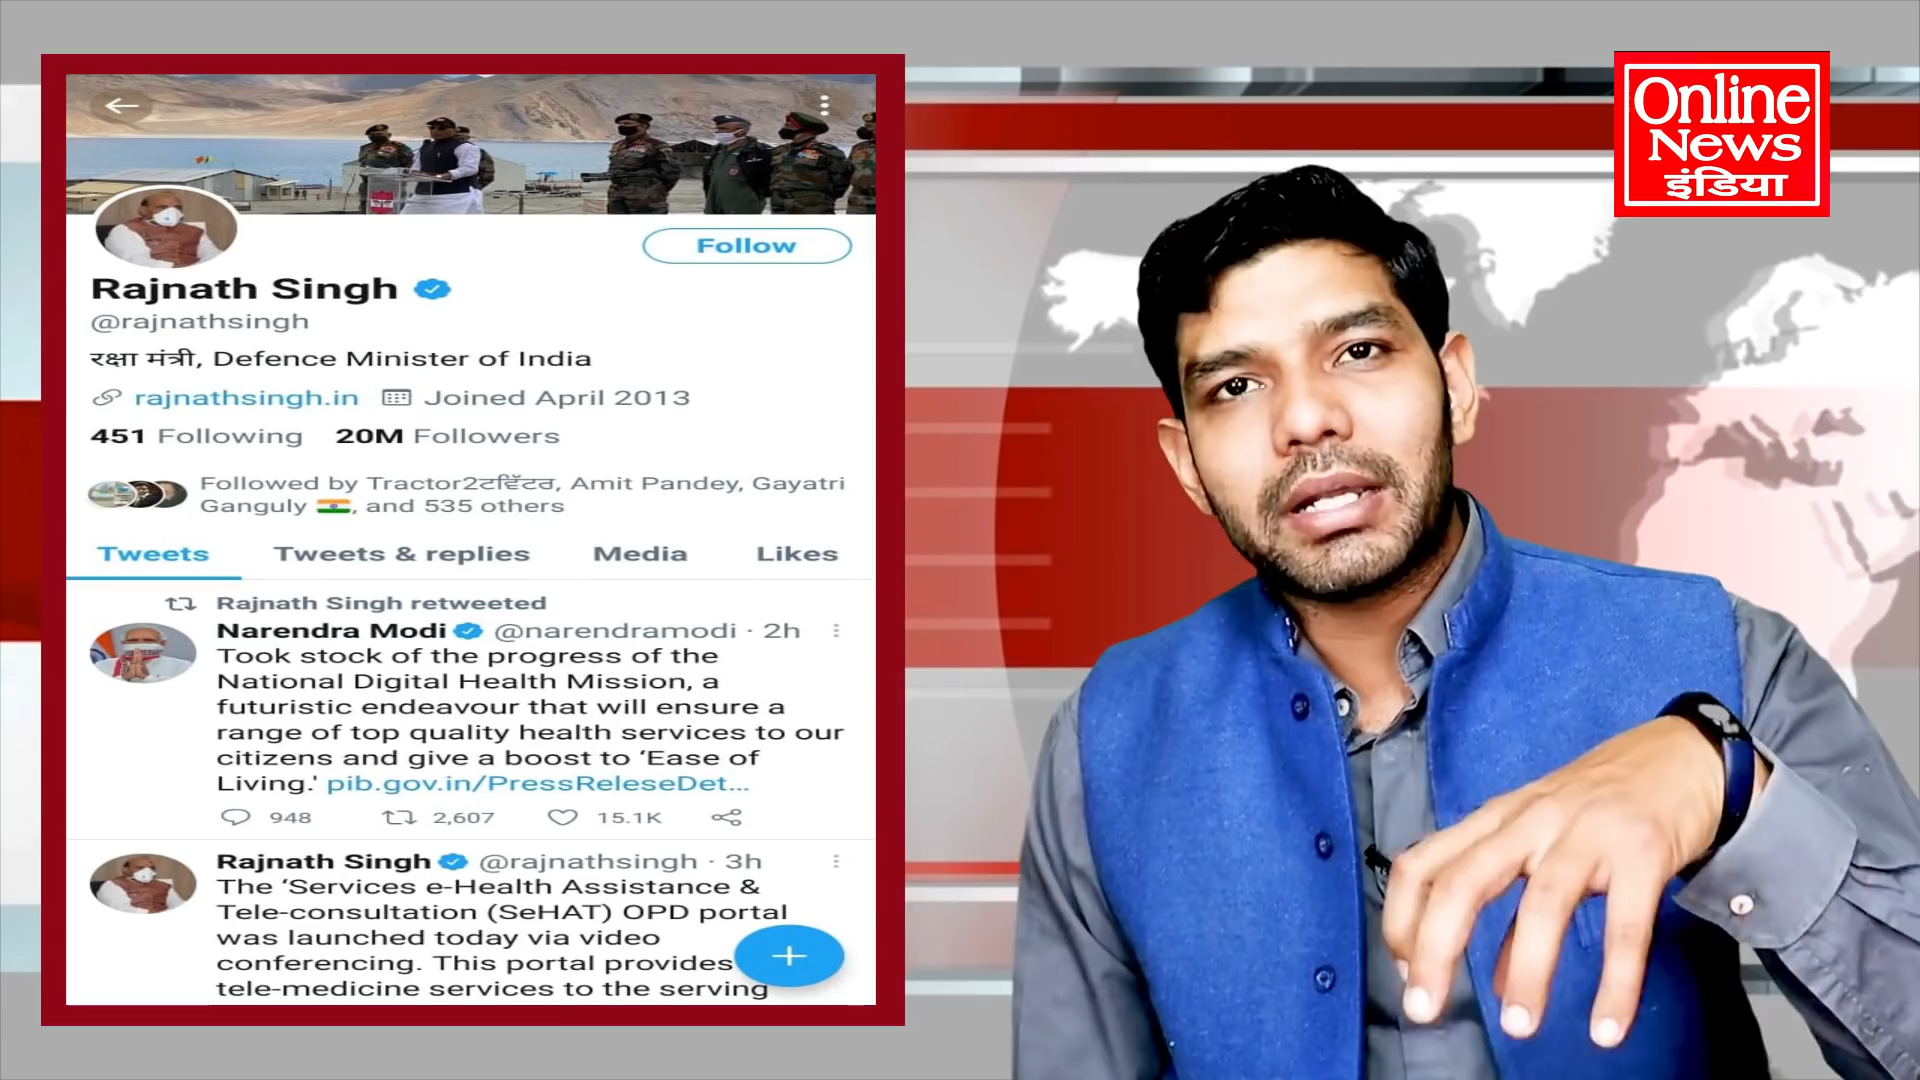 Online
News
इंडिया
Follow
Rajnath Singh
@rajnathsingh
रक्षा मंत्री, Defence Minister of India
rajnathsingh.in Joined April 2013
451 Following 20M Followers
Followed by Tractor2ਟਵਿੱਟਰ, Amit Pandey, Gayatri
Ganguly 🇮🇳, and 535 others
Tweets Tweets & replies Media Likes
Rajnath Singh retweeted
Narendra Modi @narendramodi · 2h
Took stock of the progress of the
National Digital Health Mission, a
futuristic endeavour that will ensure a
range of top quality health services to our
citizens and give a boost to ‘Ease of
Living.' pib.gov.in/PressReleseDet...
948 2,607 15.1K
Rajnath Singh @rajnathsingh · 3h
The ‘Services e-Health Assistance &
Tele-consultation (SeHAT) OPD portal
was launched today via video
conferencing. This portal provides
tele-medicine services to the serving